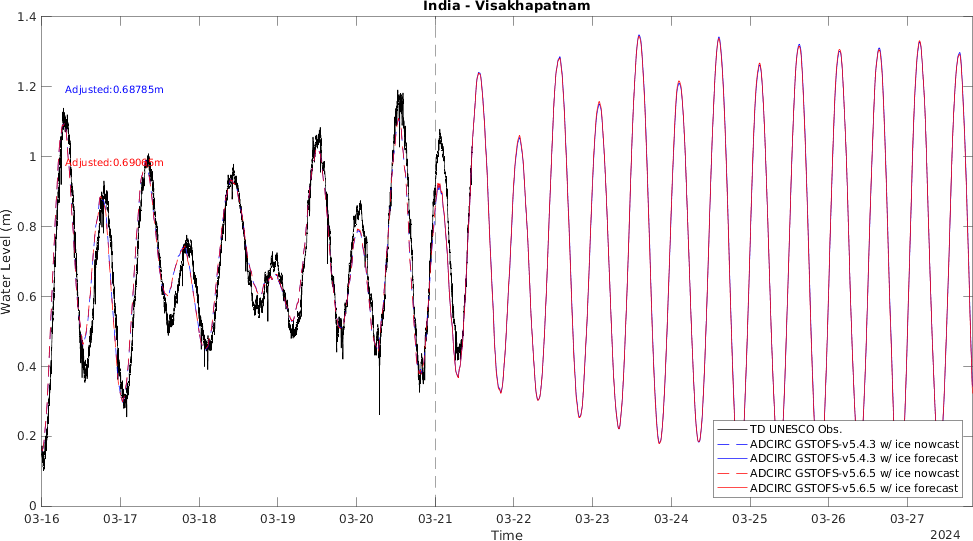 India - Visakhapatnam
Water Level (m)
1.4
1.2
1
0.8
0.6
0.4
0.2
0
Adjusted:0.68785m
TD UNESCO Obs.
ADCIRC GSTOFS-v5.4.3 w/ ice nowcast
ADCIRC GSTOFS-v5.4.3 w/ ice forecast
ADCIRC GSTOFS-v5.6.5 w/ ice nowcast
ADCIRC GSTOFS-v5.6.5 w/ ice forecast
03-16 03-17 03-18 03-19 03-20 03-21 03-22 03-23 03-24 03-25 03-26 03-27
Time
2024